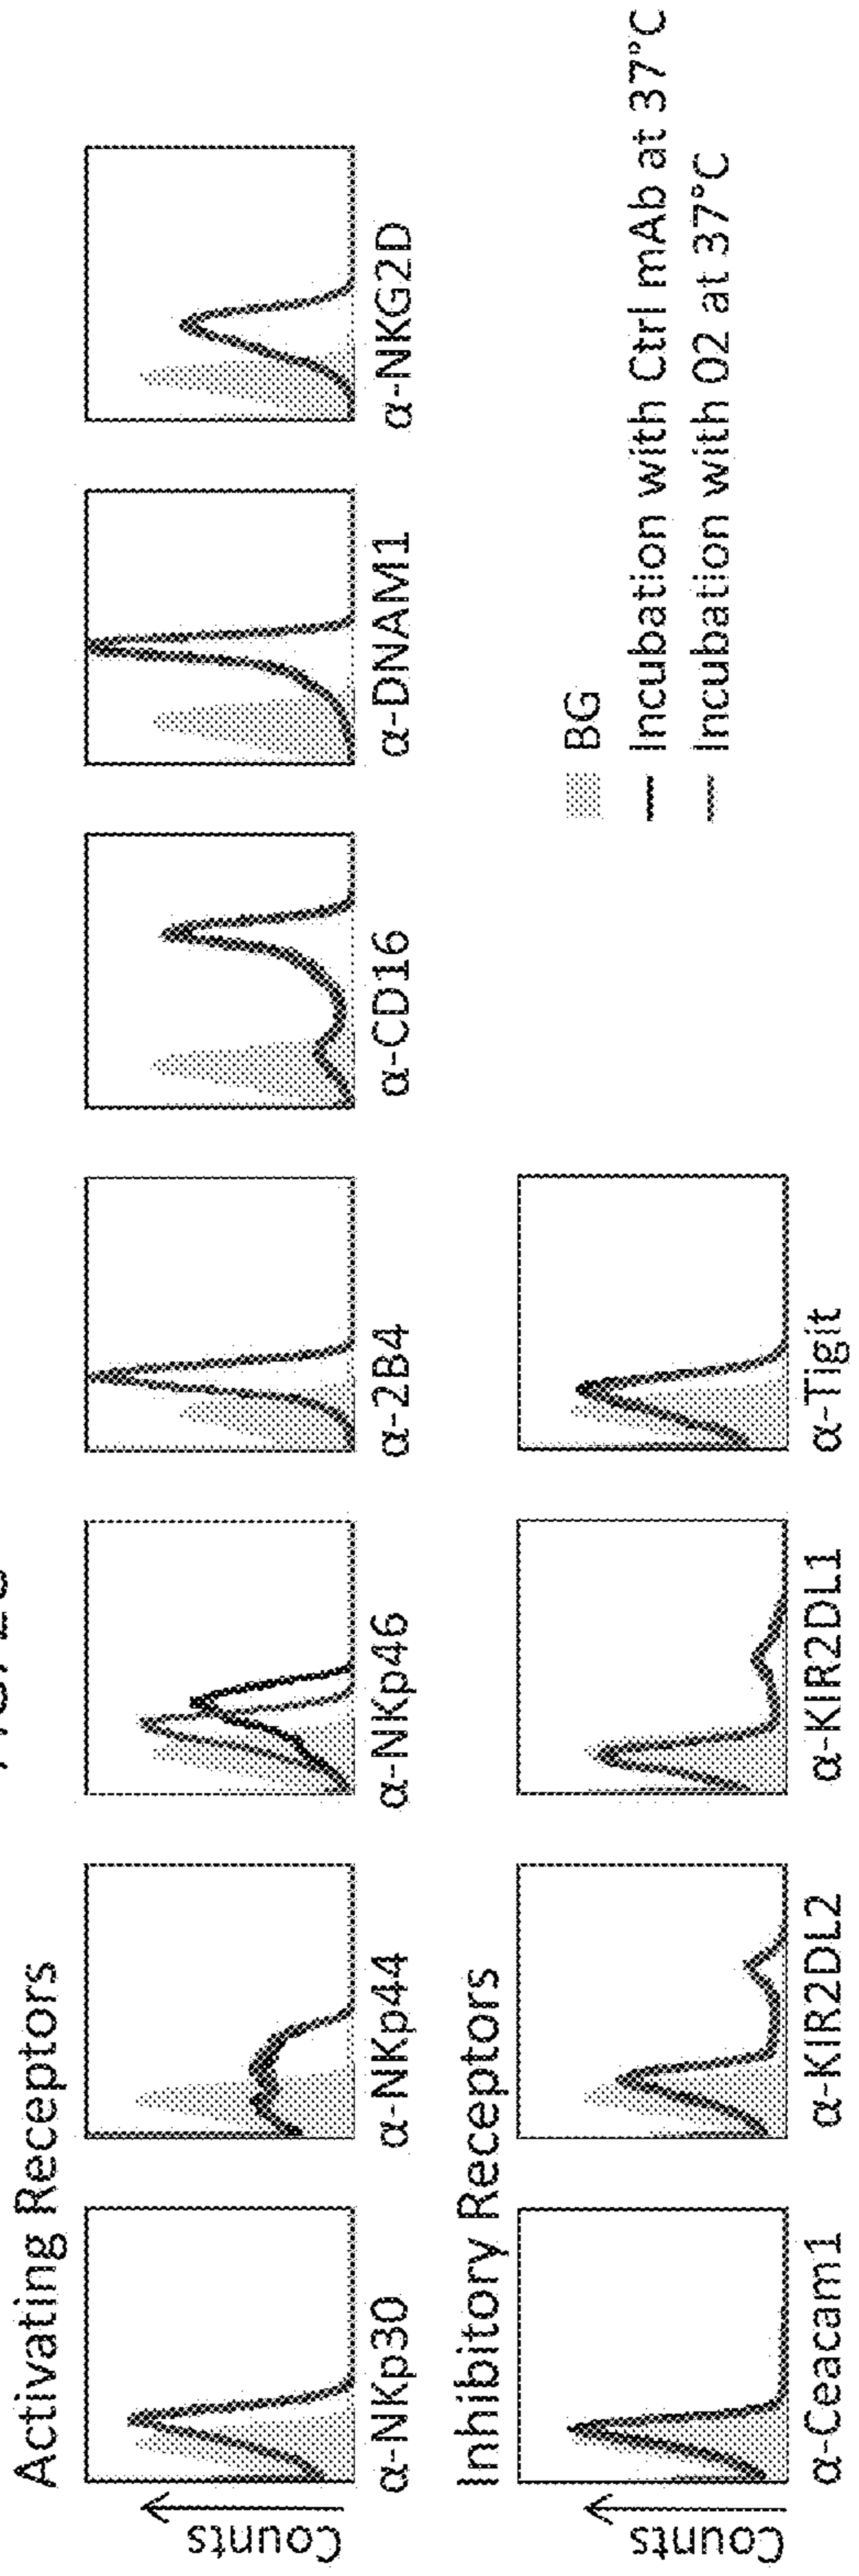 Activating Receptors
Counts
α-NKp30
α-NKp44
α-NKp46
α-2B4
α-CD16
α-DNAM1
α-NKG2D
Inhibitory Receptors
Counts
α-Ceacam1
α-KIR2DL2
α-KIR2DL1
α-Tigit
BG
Incubation with Ctrl mAb at 37°C
Incubation with 02 at 37°C